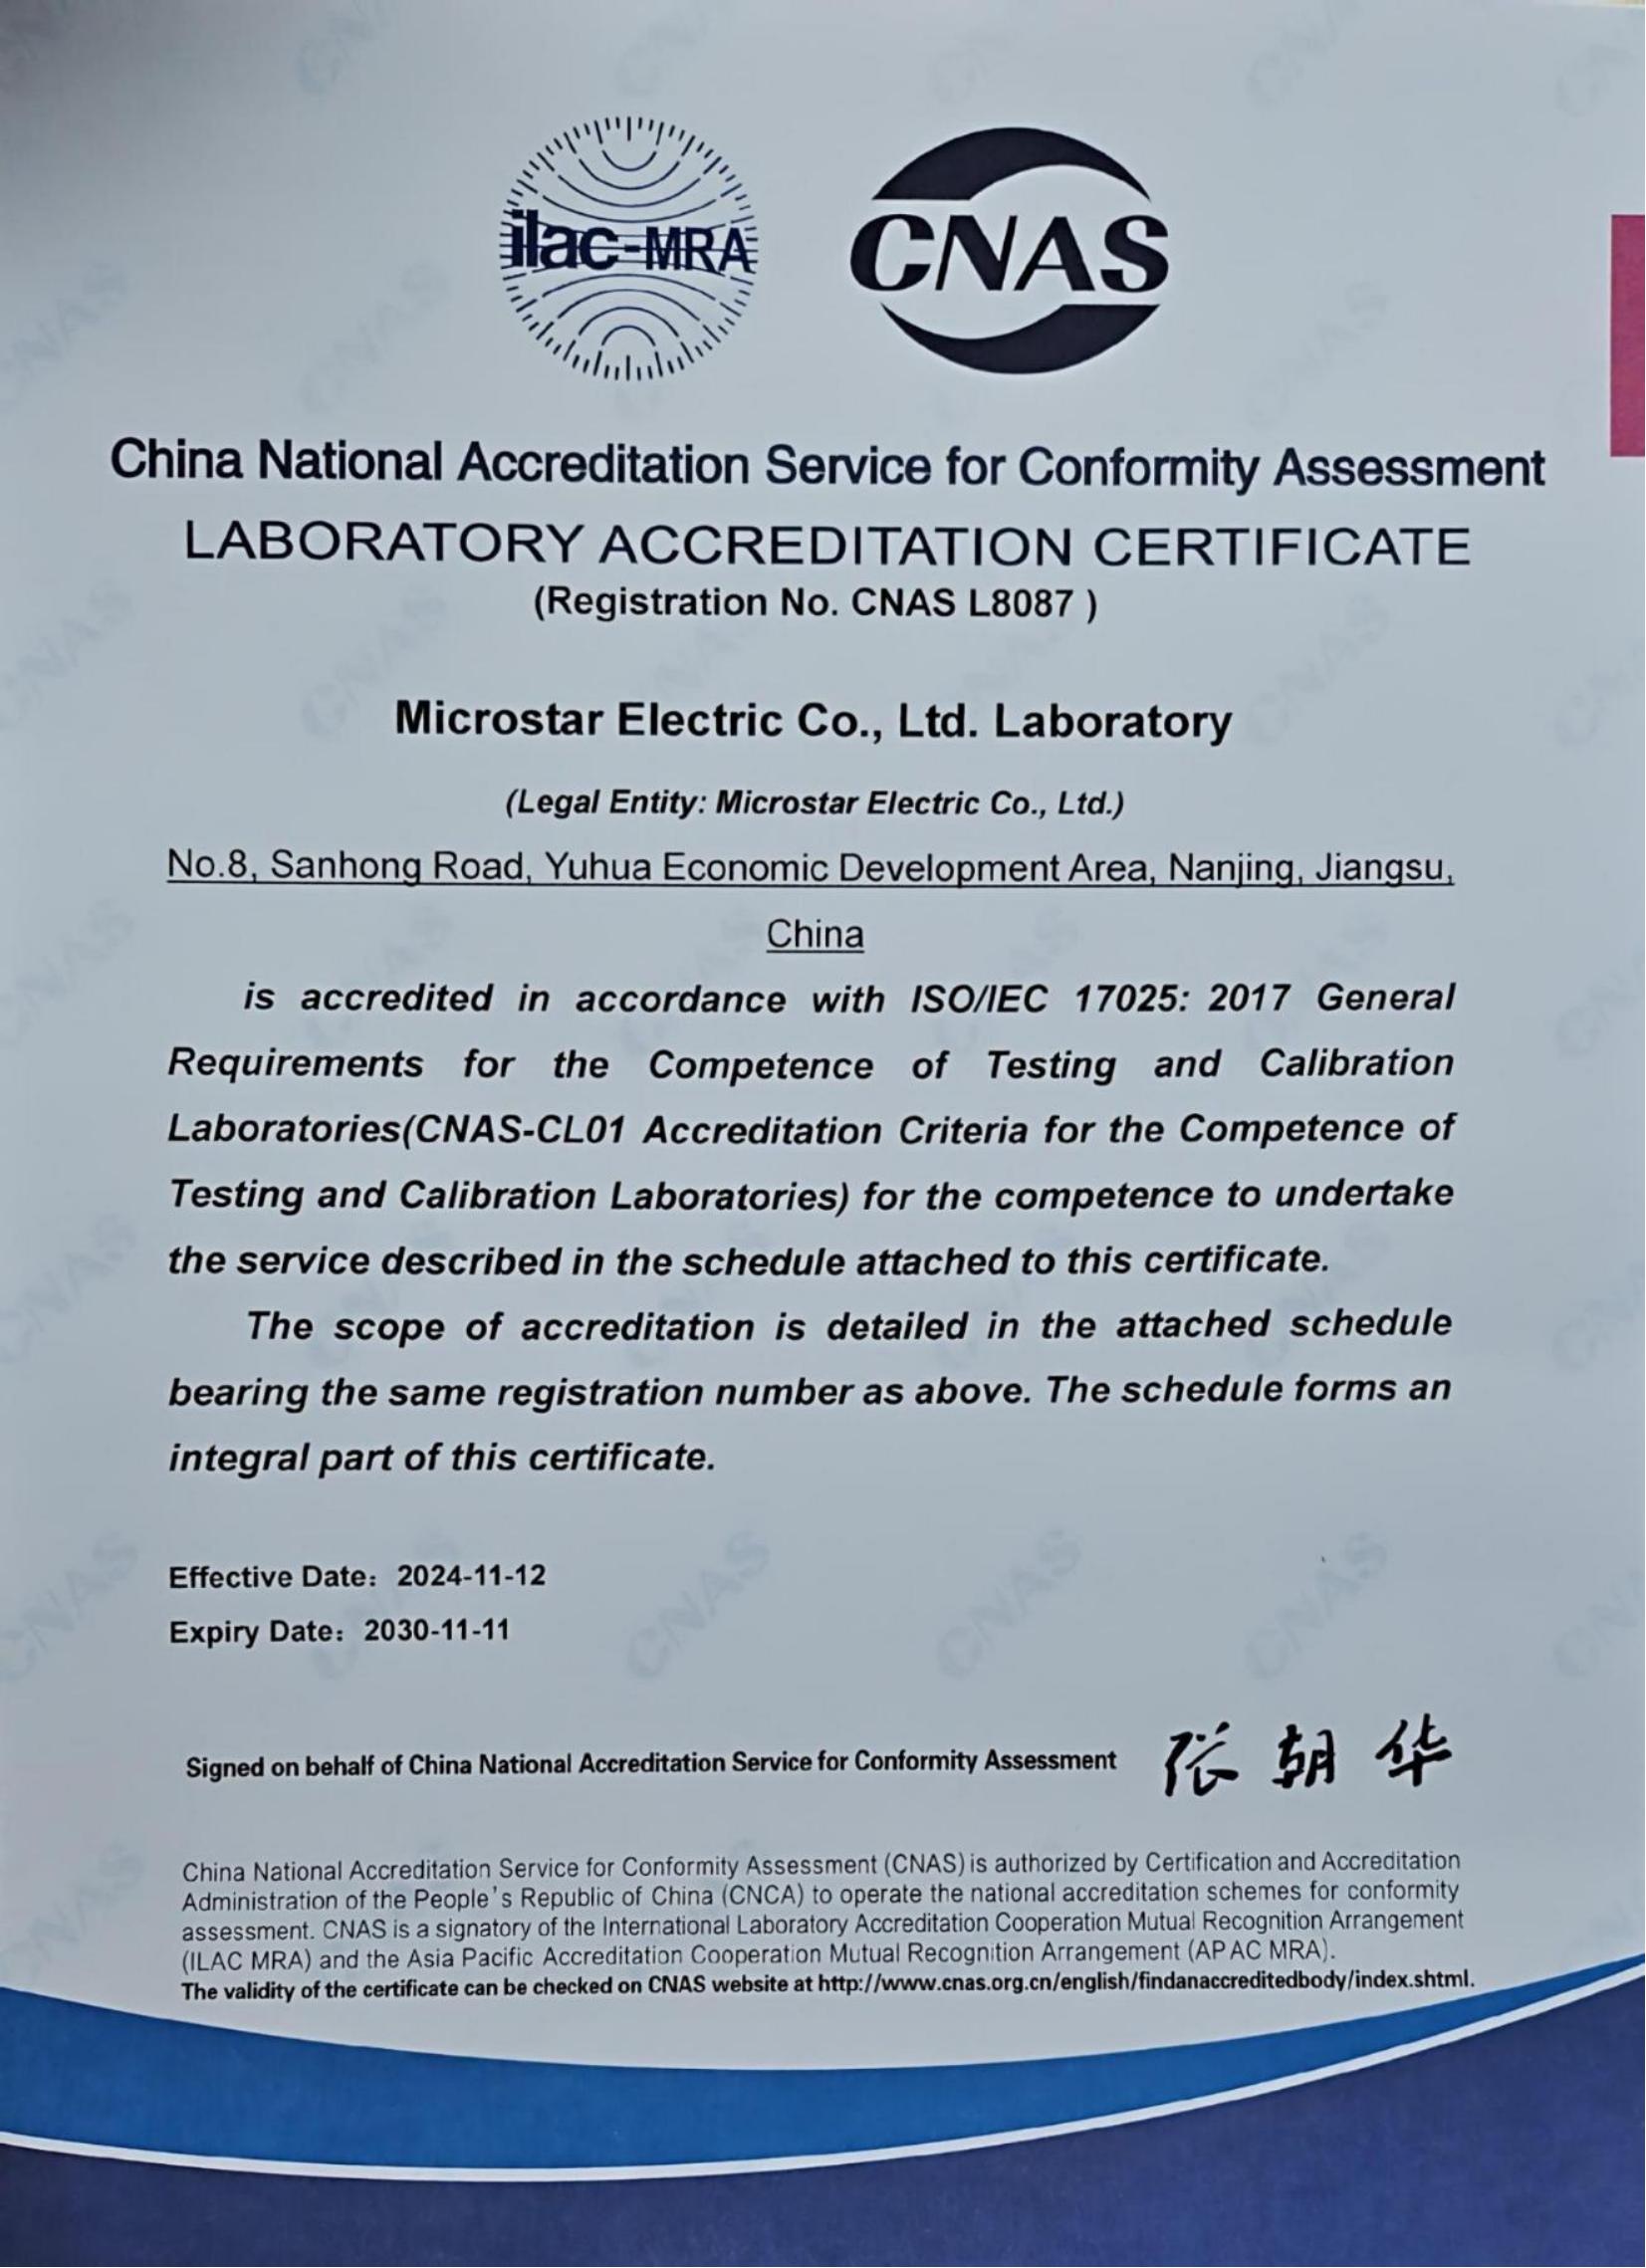 ilac-MRA
CNAS
China National Accreditation Service for Conformity Assessment
LABORATORY ACCREDITATION CERTIFICATE
(Registration No. CNAS L8087 )
Microstar Electric Co., Ltd. Laboratory
(Legal Entity: Microstar Electric Co., Ltd.)
No.8, Sanhong Road, Yuhua Economic Development Area, Nanjing, Jiangsu,
China
is accredited in accordance with ISO/IEC 17025: 2017 General
Requirements for the Competence of Testing and Calibration
Laboratories(CNAS-CL01 Accreditation Criteria for the Competence of
Testing and Calibration Laboratories) for the competence to undertake
the service described in the schedule attached to this certificate.
The scope of accreditation is detailed in the attached schedule
bearing the same registration number as above. The schedule forms an
integral part of this certificate.
Effective Date: 2024-11-12
Expiry Date: 2030-11-11
Signed on behalf of China National Accreditation Service for Conformity Assessment 张朝华
China National Accreditation Service for Conformity Assessment (CNAS) is authorized by Certification and Accreditation
Administration of the People's Republic of China (CNCA) to operate the national accreditation schemes for conformity
assessment. CNAS is a signatory of the International Laboratory Accreditation Cooperation Mutual Recognition Arrangement
(ILAC MRA) and the Asia Pacific Accreditation Cooperation Mutual Recognition Arrangement (APAC MRA).
The validity of the certificate can be checked on CNAS website at http://www.cnas.org.cn/english/findanaccreditedbody/index.shtml.